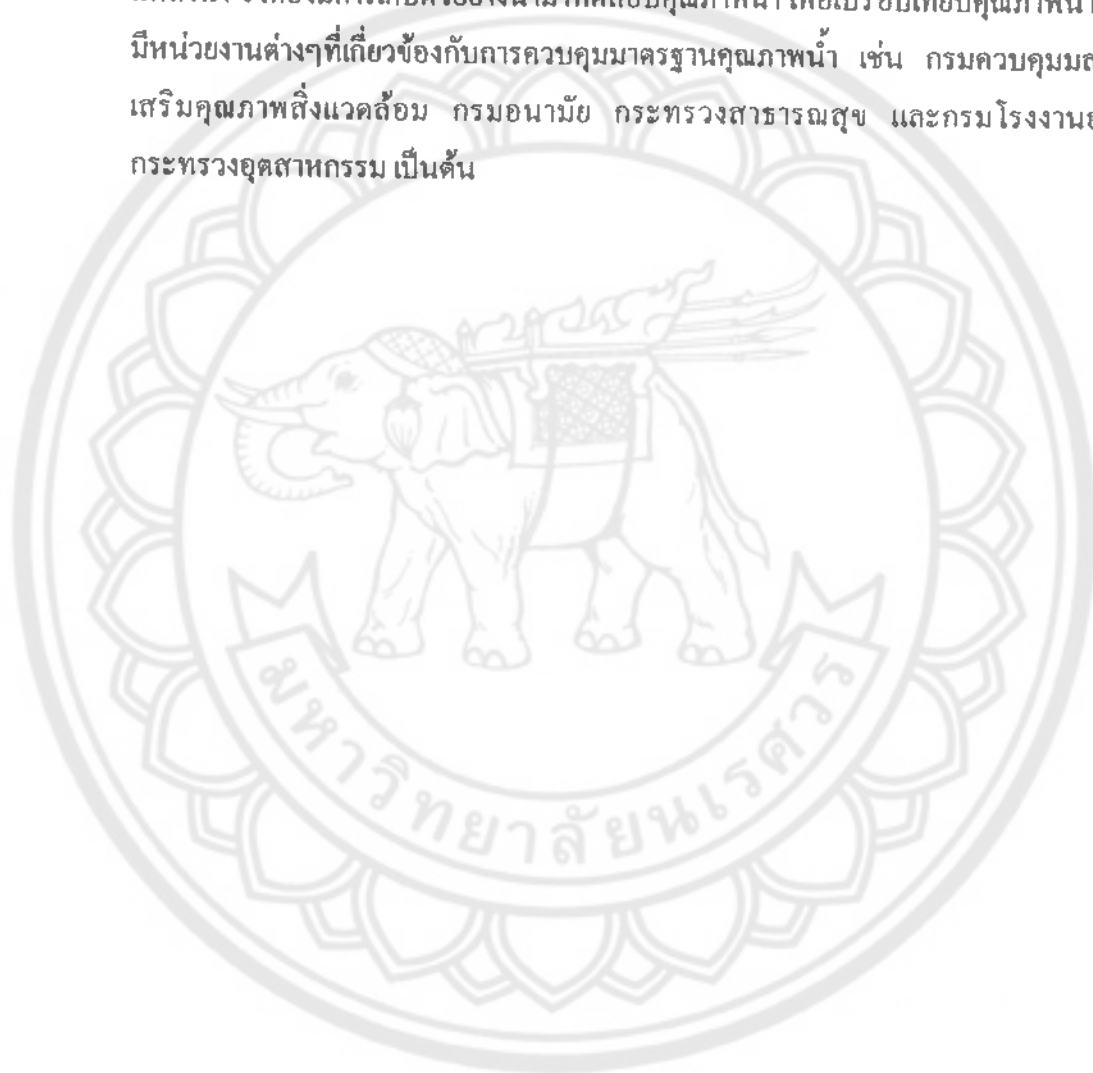 มีหน่วยงานต่างๆที่เกี่ยวข้องกับการควบคุมมาตรฐานคุณภาพน้ำ เช่น กรมควบคุมมล
เสริมคุณภาพสิ่งแวดล้อม กรมอนามัย กระทรวงสาธารณสุข และกรมโรงงานอ
กระทรวงอุตสาหกรรม เป็นต้น
มหาวิทยาลัยนเรศวร